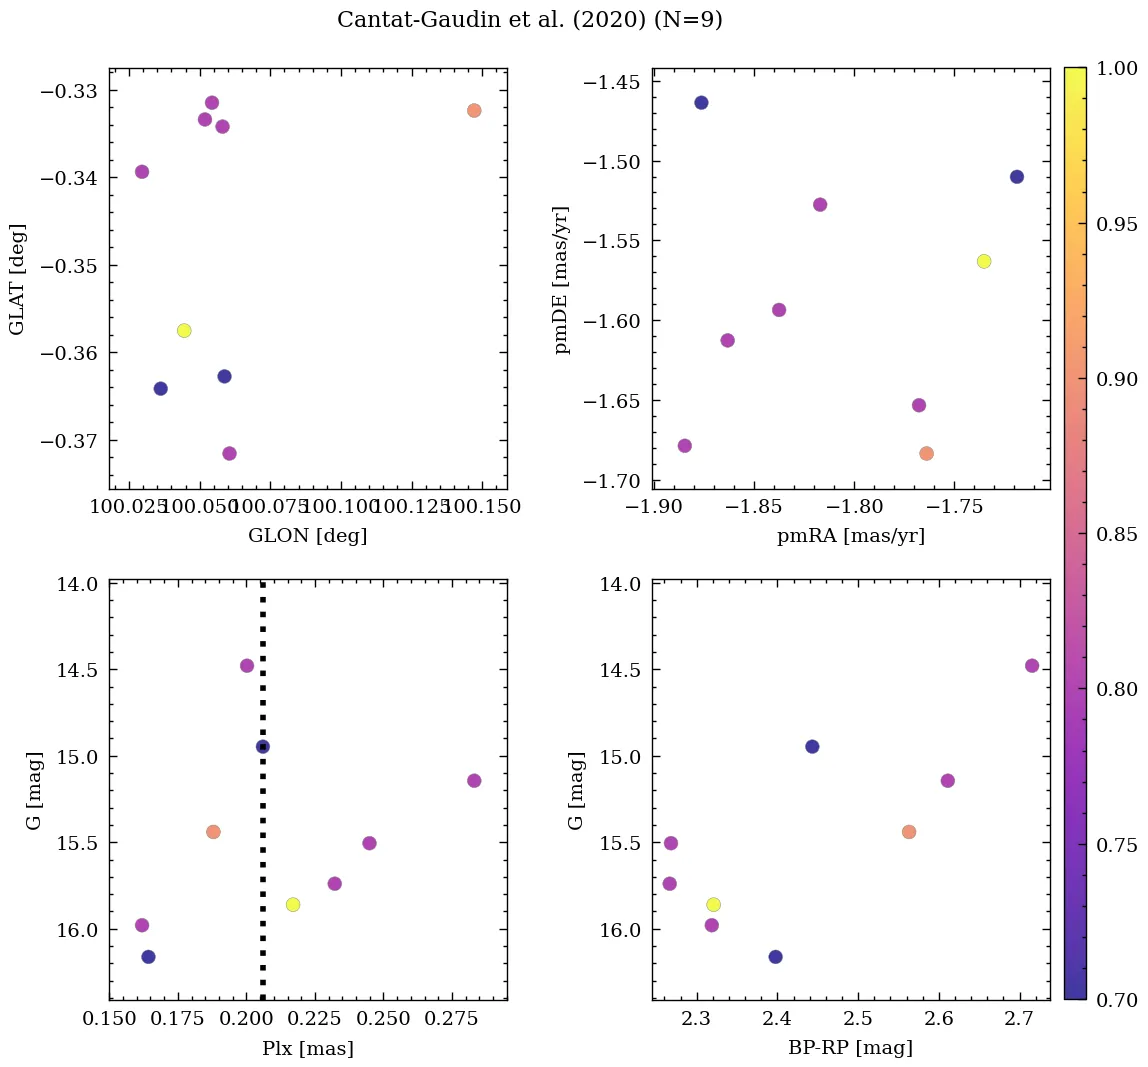 Cantat-Gaudin et al. (2020) (N=9)
−0.33
−0.34
−0.35
−0.36
−0.37
GLAT [deg]
100.025 100.050 100.075 100.100 100.125 100.150
GLON [deg]
−1.45
−1.50
−1.55
−1.60
−1.65
−1.70
pmDE [mas/yr]
−1.90 −1.85 −1.80 −1.75
pmRA [mas/yr]
14.0
14.5
15.0
15.5
16.0
G [mag]
0.150 0.175 0.200 0.225 0.250 0.275
Plx [mas]
14.0
14.5
15.0
15.5
16.0
G [mag]
2.3 2.4 2.5 2.6 2.7
BP-RP [mag]
1.00
0.95
0.90
0.85
0.80
0.75
0.70